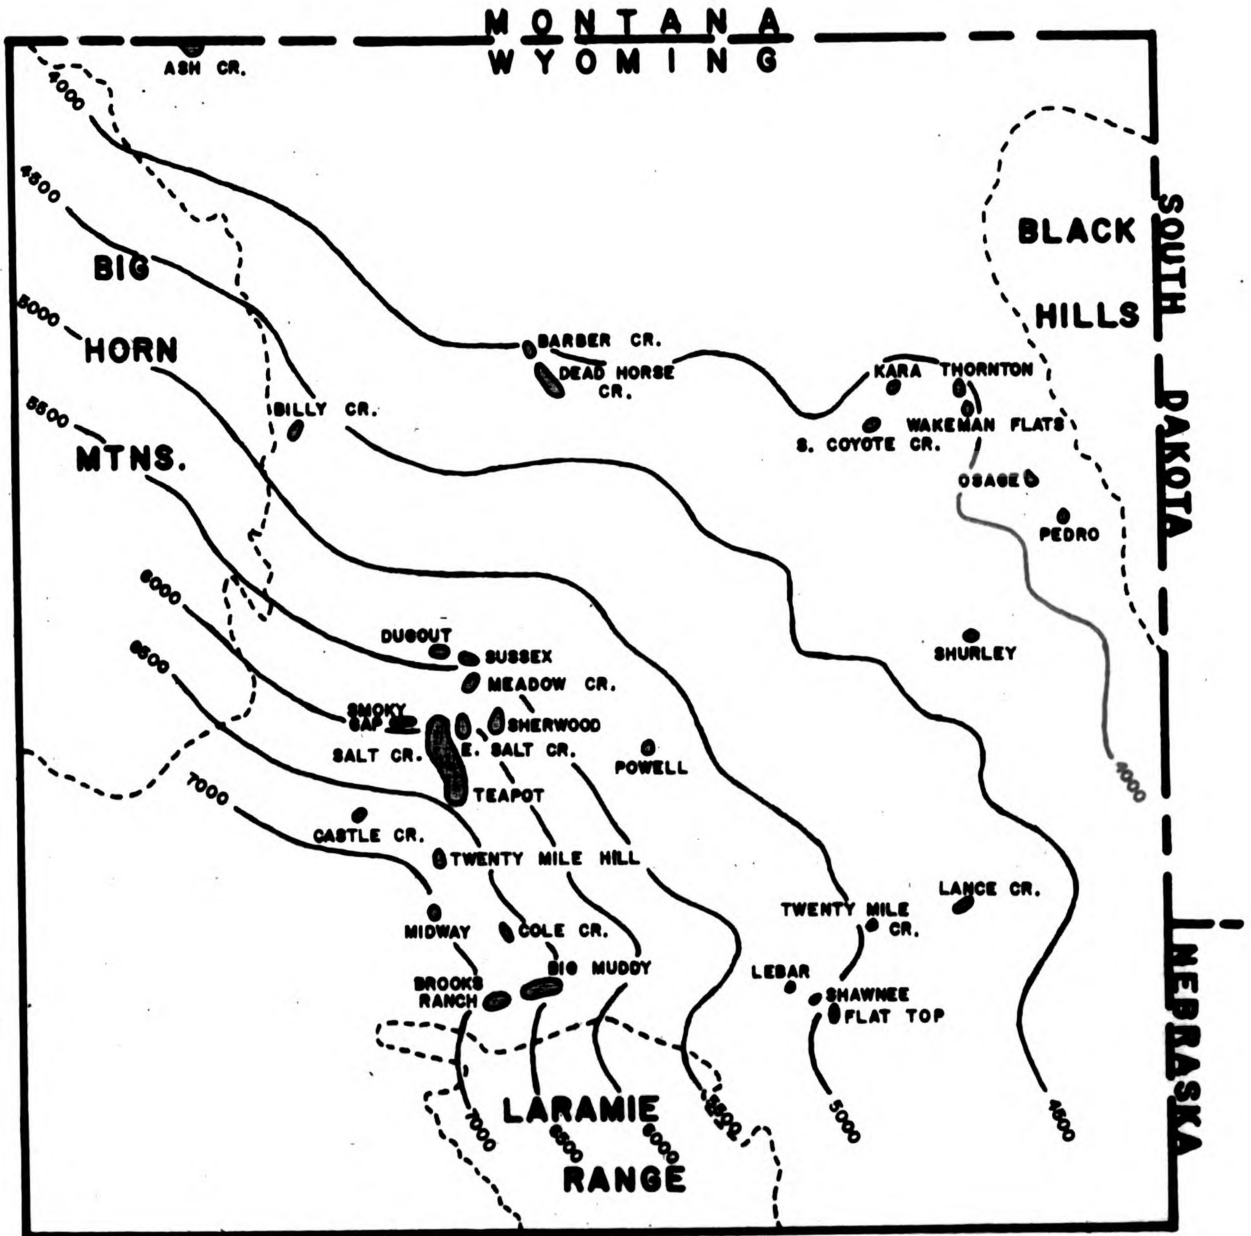 MONTANA
WYOMING
ASH CR.
4000
4500
BLACK
HILLS
SOUTH DAKOTA
BIG
HORN
MTNS.
5000
5500
BARBER CR.
DEAD HORSE
CR.
KARA
THORNTON
BILLY CR.
WAKEMAN FLATS
S. COYOTE CR.
OSAGE
PEDRO
6000
6500
DUGOUT
SUSSEX
SHURLEY
MEADOW CR.
SMOKY
GAP
SHERWOOD
SALT CR.
E. SALT CR.
POWELL
7000
TEAPOT
4000
CASTLE CR.
TWENTY MILE HILL
LANCE CR.
TWENTY MILE
CR.
MIDWAY
COLE CR.
NEBRASKA
BIG MUDDY
LEBAR
BROOKS
RANCH
SHAWNEE
FLAT TOP
LARAMIE
RANGE
7000
6500
6000
5500
5000
4500